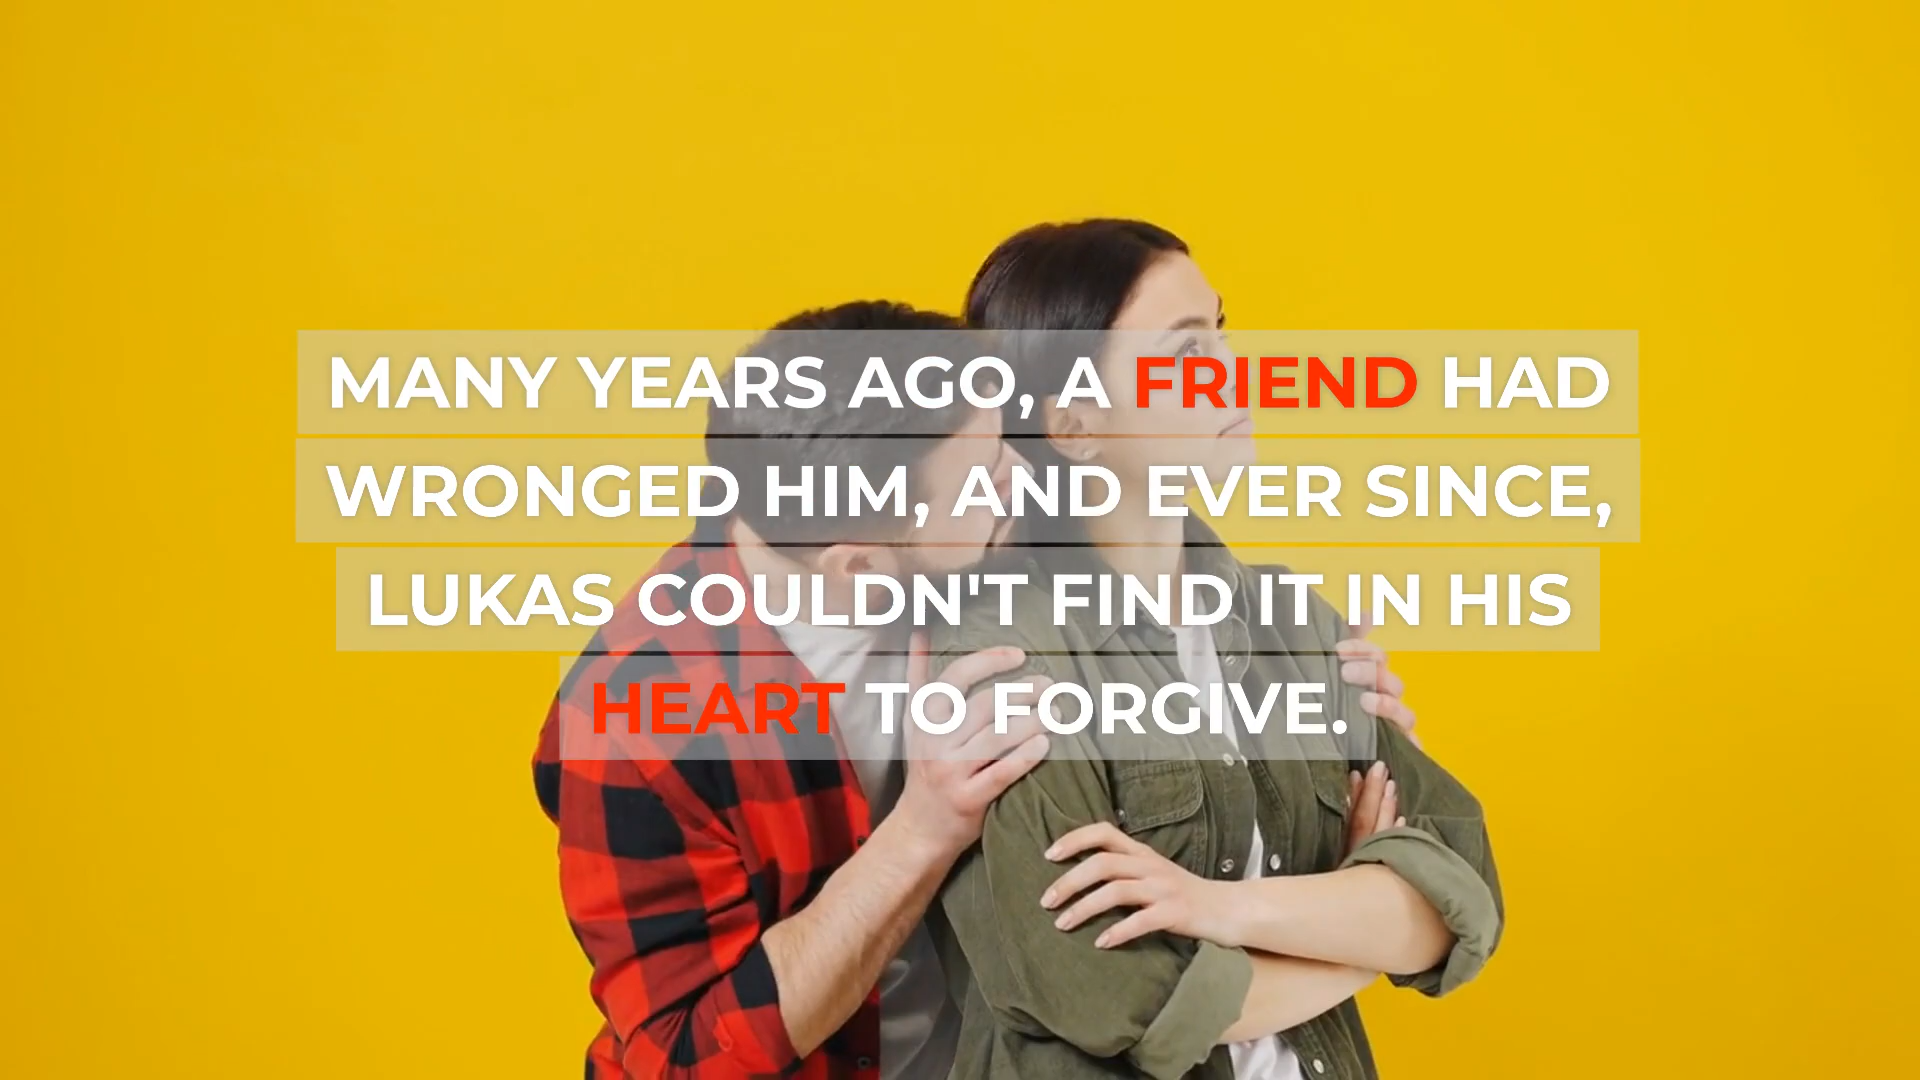 MANY YEARS AGO, A FRIEND HAD
WRONGED HIM, AND EVER SINCE,
LUKAS COULDN'T FIND IT IN HIS
HEART TO FORGIVE.